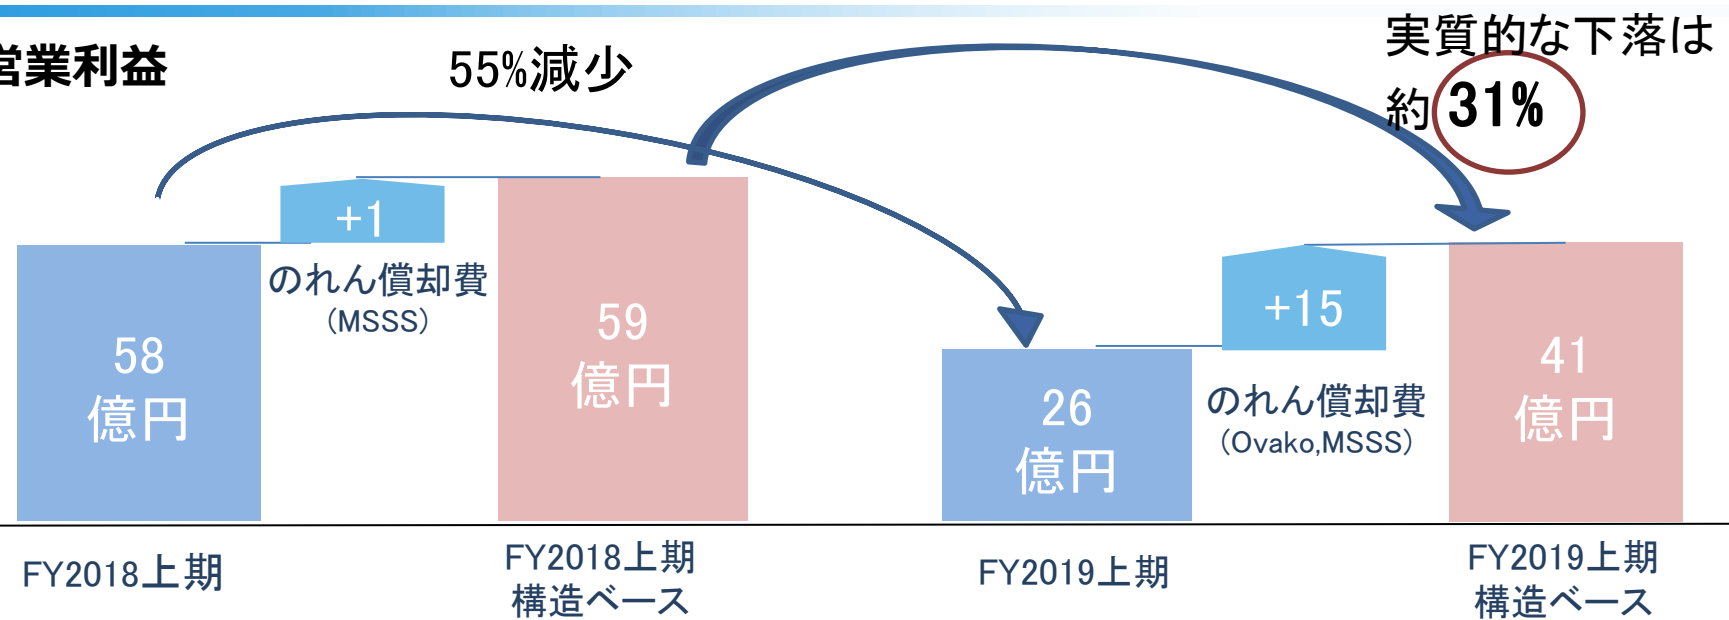 営業利益
55%減少
実質的な下落は
約31%
+1
のれん償却費
(MSSS)
58
億円
59
億円
+15
のれん償却費
(Ovako,MSSS)
26
億円
41
億円
FY2018上期
FY2018上期
構造ベース
FY2019上期
FY2019上期
構造ベース